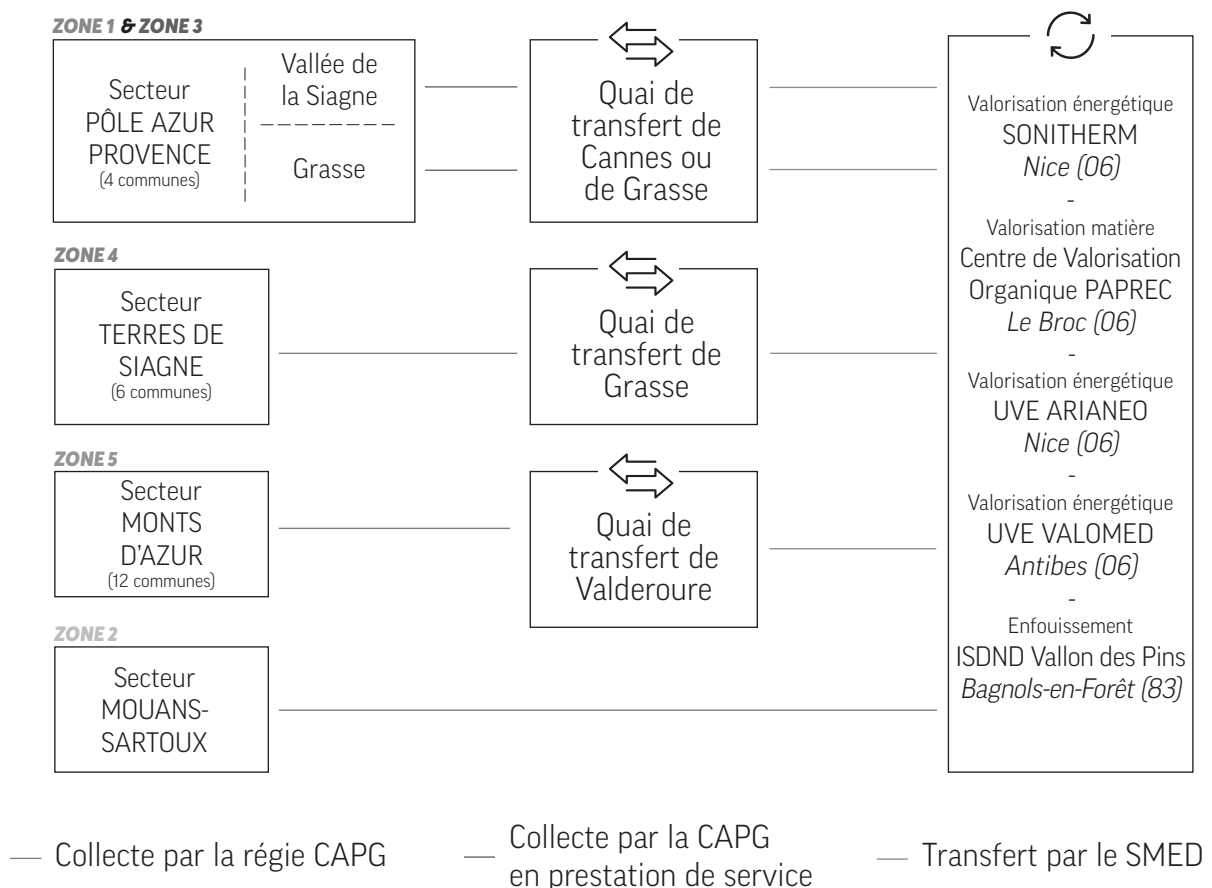 ZONE 1 & ZONE 3
Secteur
PÔLE AZUR
PROVENCE
(4 communes)
Vallée de
la Siagne
Grasse
Quai de
transfert de
Cannes ou
de Grasse
ZONE 4
Secteur
TERRES DE
SIAGNE
(6 communes)
Quai de
transfert de
Grasse
ZONE 5
Secteur
MONTS
D'AZUR
(12 communes)
Quai de
transfert de
Valderoure
ZONE 2
Secteur
MOUANS-
SARTOUX
Valorisation énergétique
SONITHERM
Nice (06)
-
Valorisation matière
Centre de Valorisation
Organique PAPREC
Le Broc (06)
-
Valorisation énergétique
UVE ARIANEO
Nice (06)
-
Valorisation énergétique
UVE VALOMED
Antibes (06)
-
Enfouissement
ISDND Vallon des Pins
Bagnols-en-Forêt (83)
Collecte par la régie CAPG
Collecte par la CAPG
en prestation de service
Transfert par le SMED